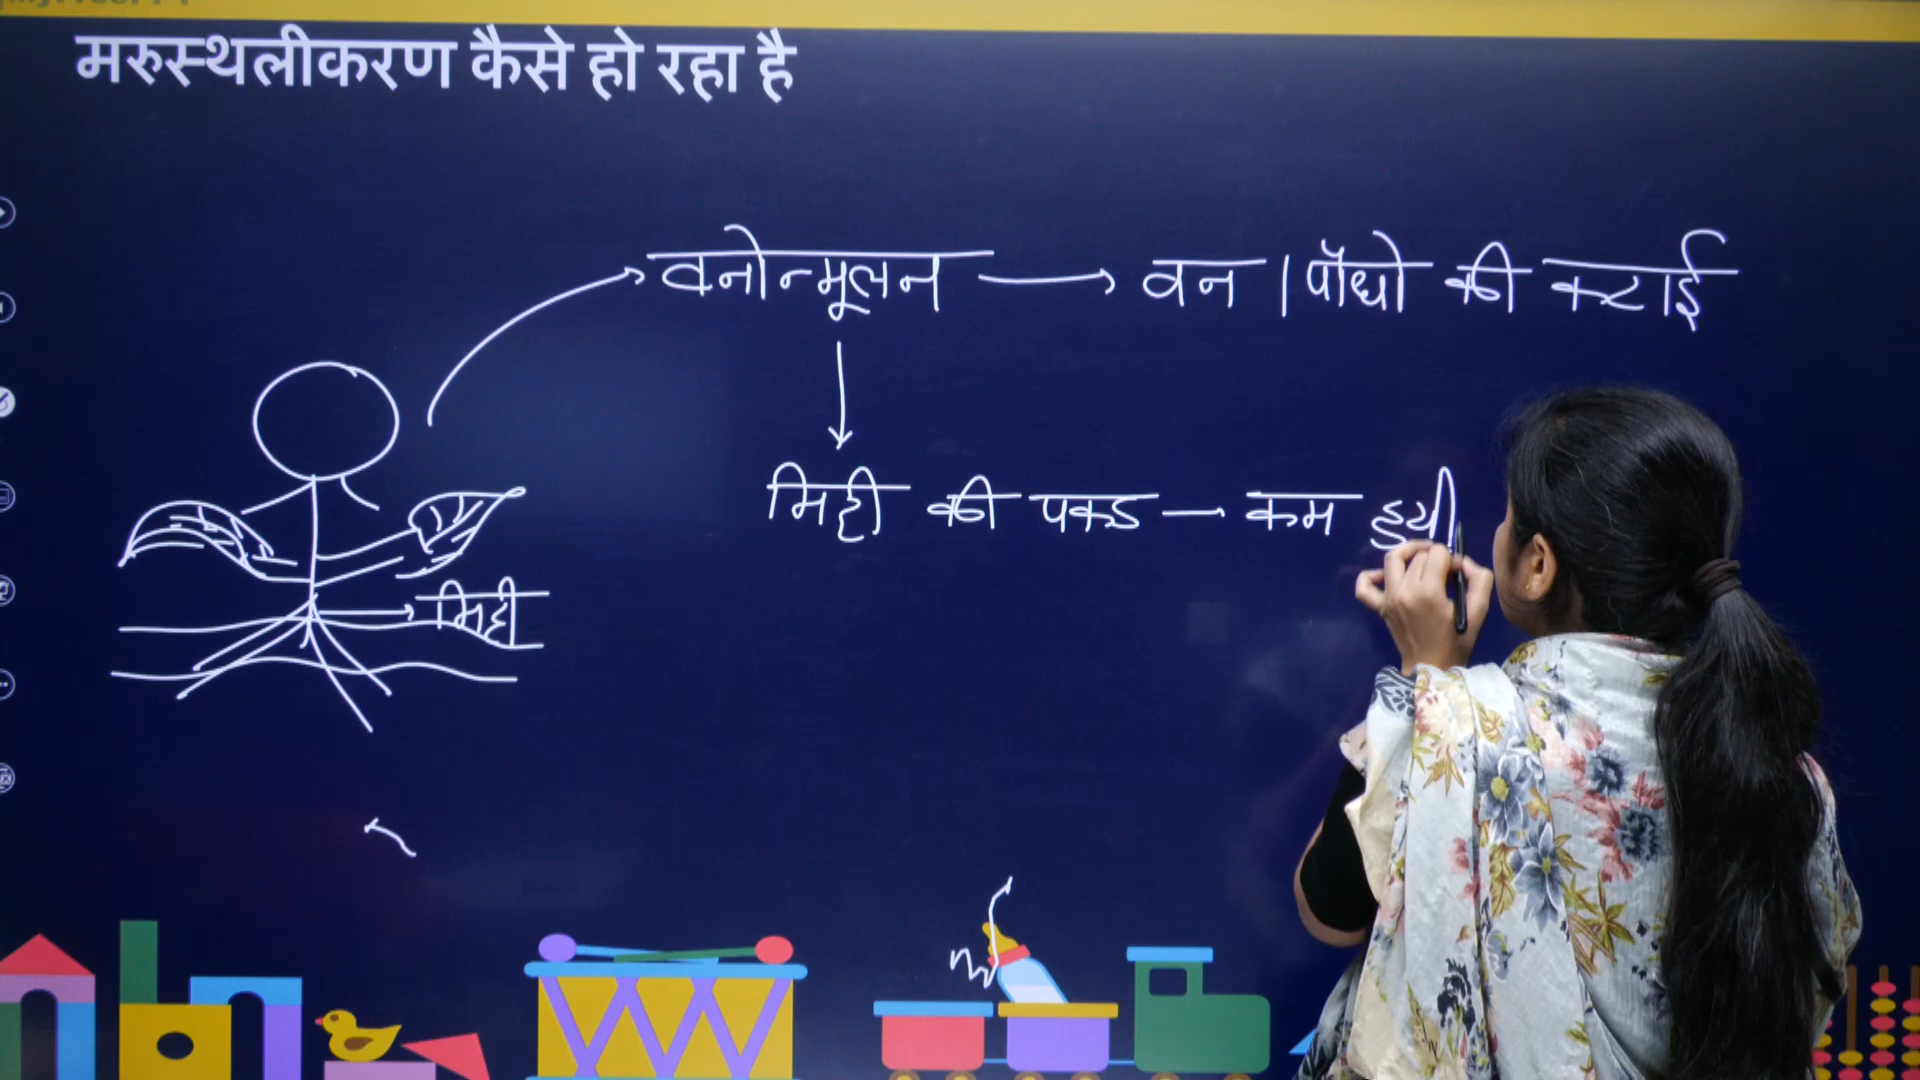 मरुस्थलीकरण कैसे हो रहा है
वनोन्मूलन → वन / पौधो की कटाई
मिट्टी की पकड → कम
मिट्टी